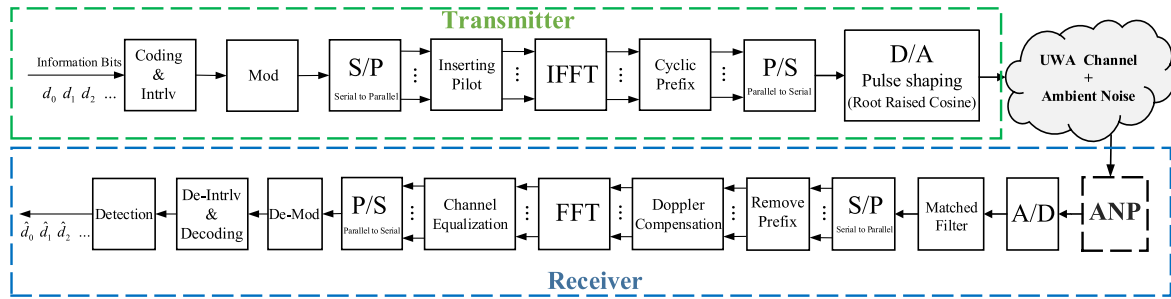 Transmitter
Information Bits
d0 d1 d2 ...
Coding
&
Intrlv
Mod
S/P
Serial to Parallel
Inserting
Pilot
IFFT
Cyclic
Prefix
P/S
Parallel to Serial
D/A
Pulse shaping
(Root Raised Cosine)
UWA Channel
+
Ambient Noise
d̂0 d̂1 d̂2 ...
Detection
De-Intrlv
&
Decoding
De-Mod
P/S
Parallel to Serial
Channel
Equalization
FFT
Doppler
Compensation
Remove
Prefix
S/P
Serial to Parallel
Matched
Filter
A/D
ANP
Receiver